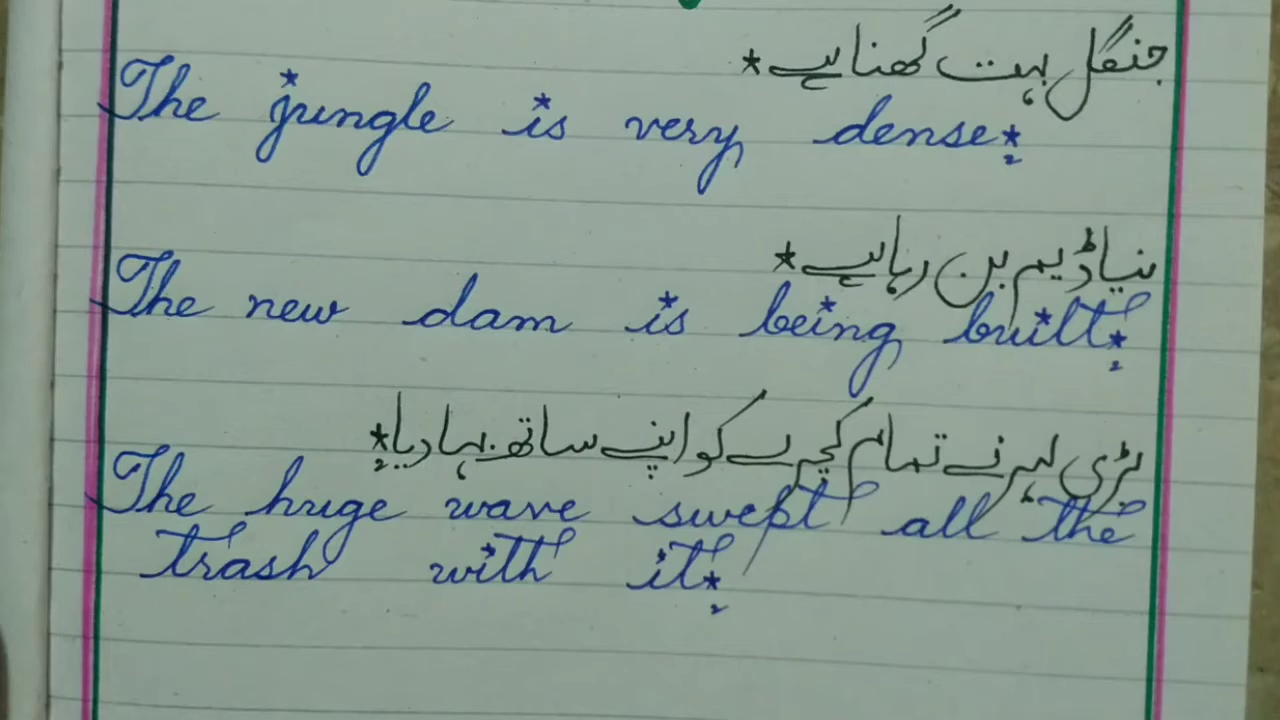 جنگل بہت گھنا ہے*
The jungle is very dense.
نیا ڈیم بن رہا ہے*
The new dam is being built.
بڑی لہر نے تمام کچرے کو اپنے ساتھ بہا دیا*
The huge wave swept all the
trash with it.